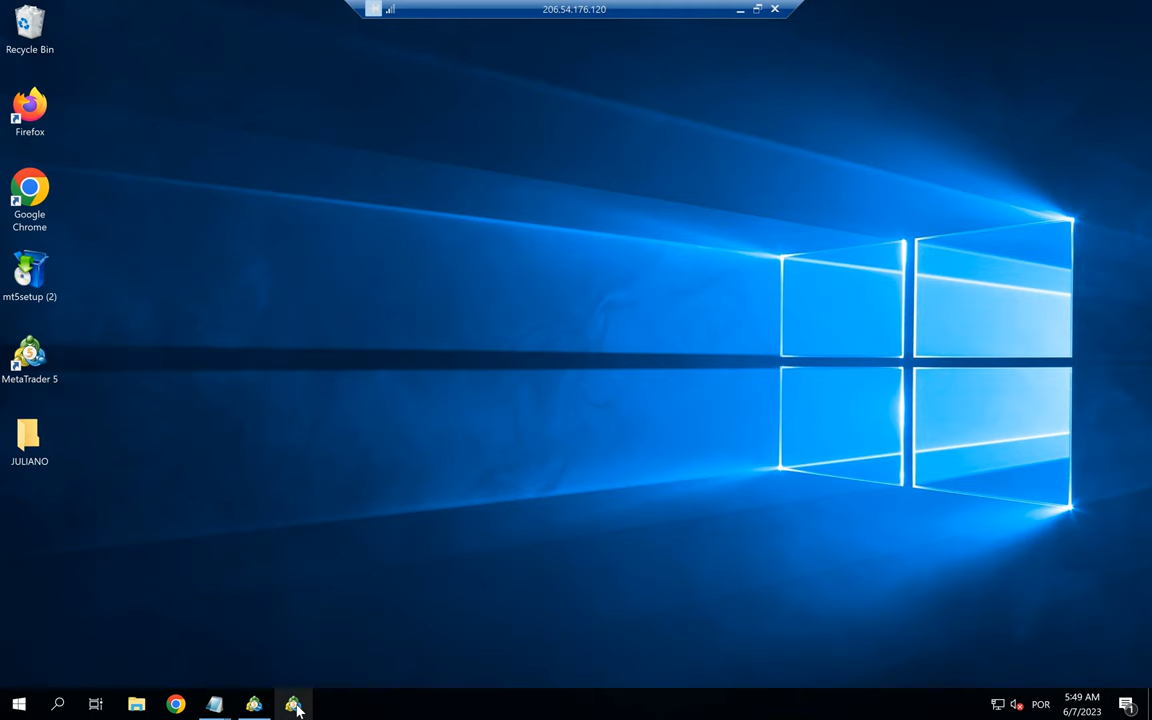 206.54.176.120
Recycle Bin
Firefox
Google
Chrome
mt5setup (2)
MetaTrader 5
JULIANO
POR
5:49 AM
6/7/2023
1